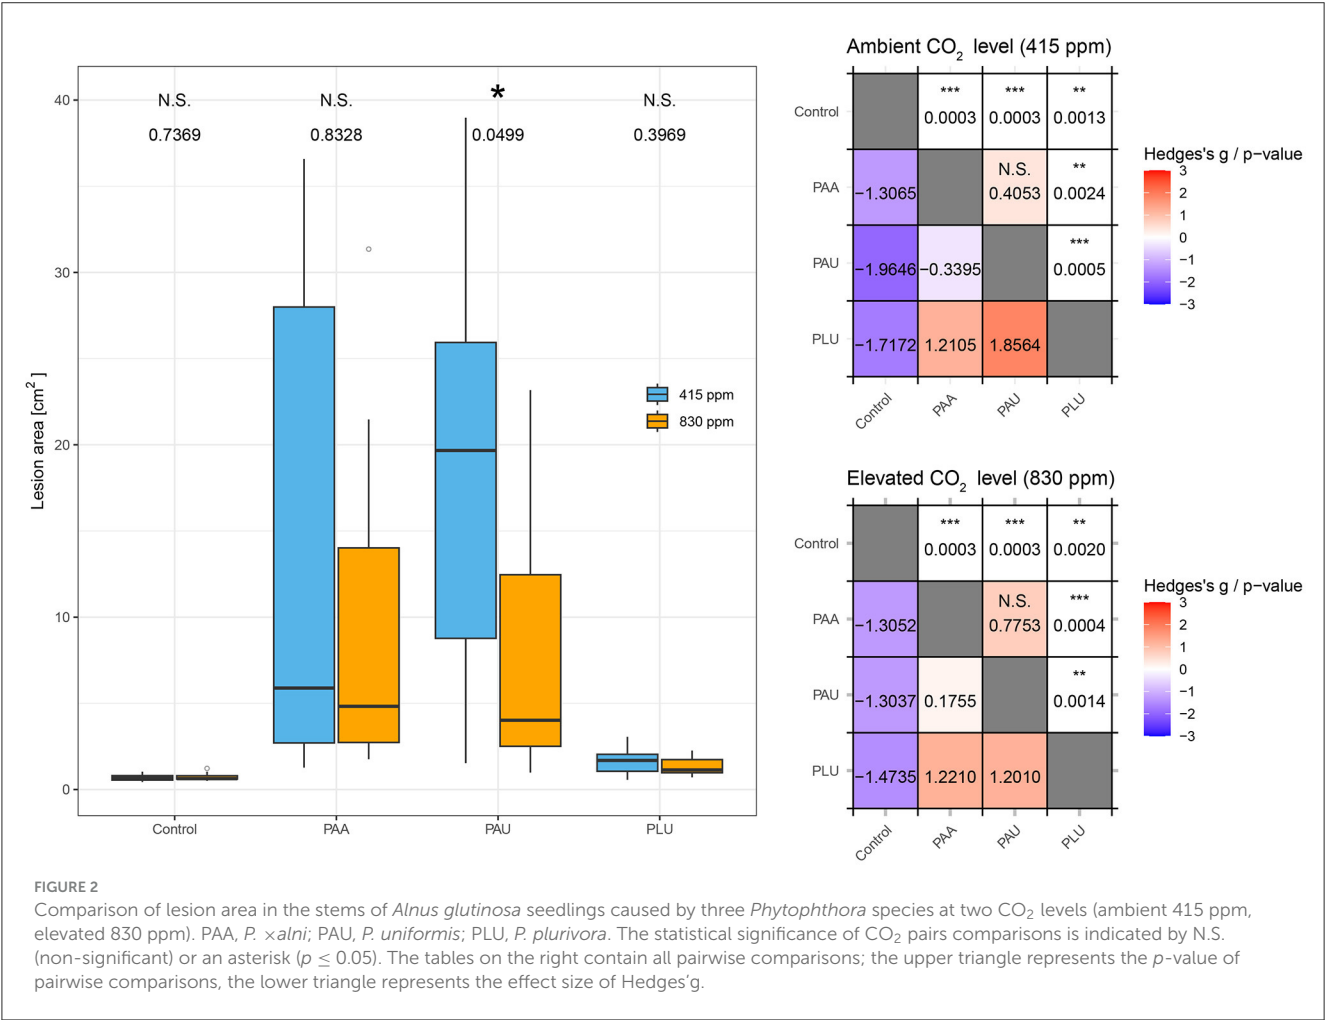 N.S. N.S. * N.S.
0.7369 0.8328 0.0499 0.3969
40
30
20
10
0
Lesion area [cm2 ]
415 ppm
830 ppm
Control PAA PAU PLU
Ambient CO2 level (415 ppm)
*** *** **
Control 0.0003 0.0003 0.0013
N.S. **
PAA −1.3065 0.4053 0.0024
***
PAU −1.9646 −0.3395 0.0005
PLU −1.7172 1.2105 1.8564
Control PAA PAU PLU
Hedges's g / p−value
3
2
1
0
−1
−2
−3
Elevated CO2 level (830 ppm)
*** *** **
Control 0.0003 0.0003 0.0020
N.S. ***
PAA −1.3052 0.7753 0.0004
**
PAU −1.3037 0.1755 0.0014
PLU −1.4735 1.2210 1.2010
Control PAA PAU PLU
Hedges's g / p−value
3
2
1
0
−1
−2
−3
FIGURE 2
Comparison of lesion area in the stems of Alnus glutinosa seedlings caused by three Phytophthora species at two CO2 levels (ambient 415 ppm,
elevated 830 ppm). PAA, P. ×alni; PAU, P. uniformis; PLU, P. plurivora. The statistical significance of CO2 pairs comparisons is indicated by N.S.
(non-significant) or an asterisk (p ≤ 0.05). The tables on the right contain all pairwise comparisons; the upper triangle represents the p-value of
pairwise comparisons, the lower triangle represents the effect size of Hedges'g.